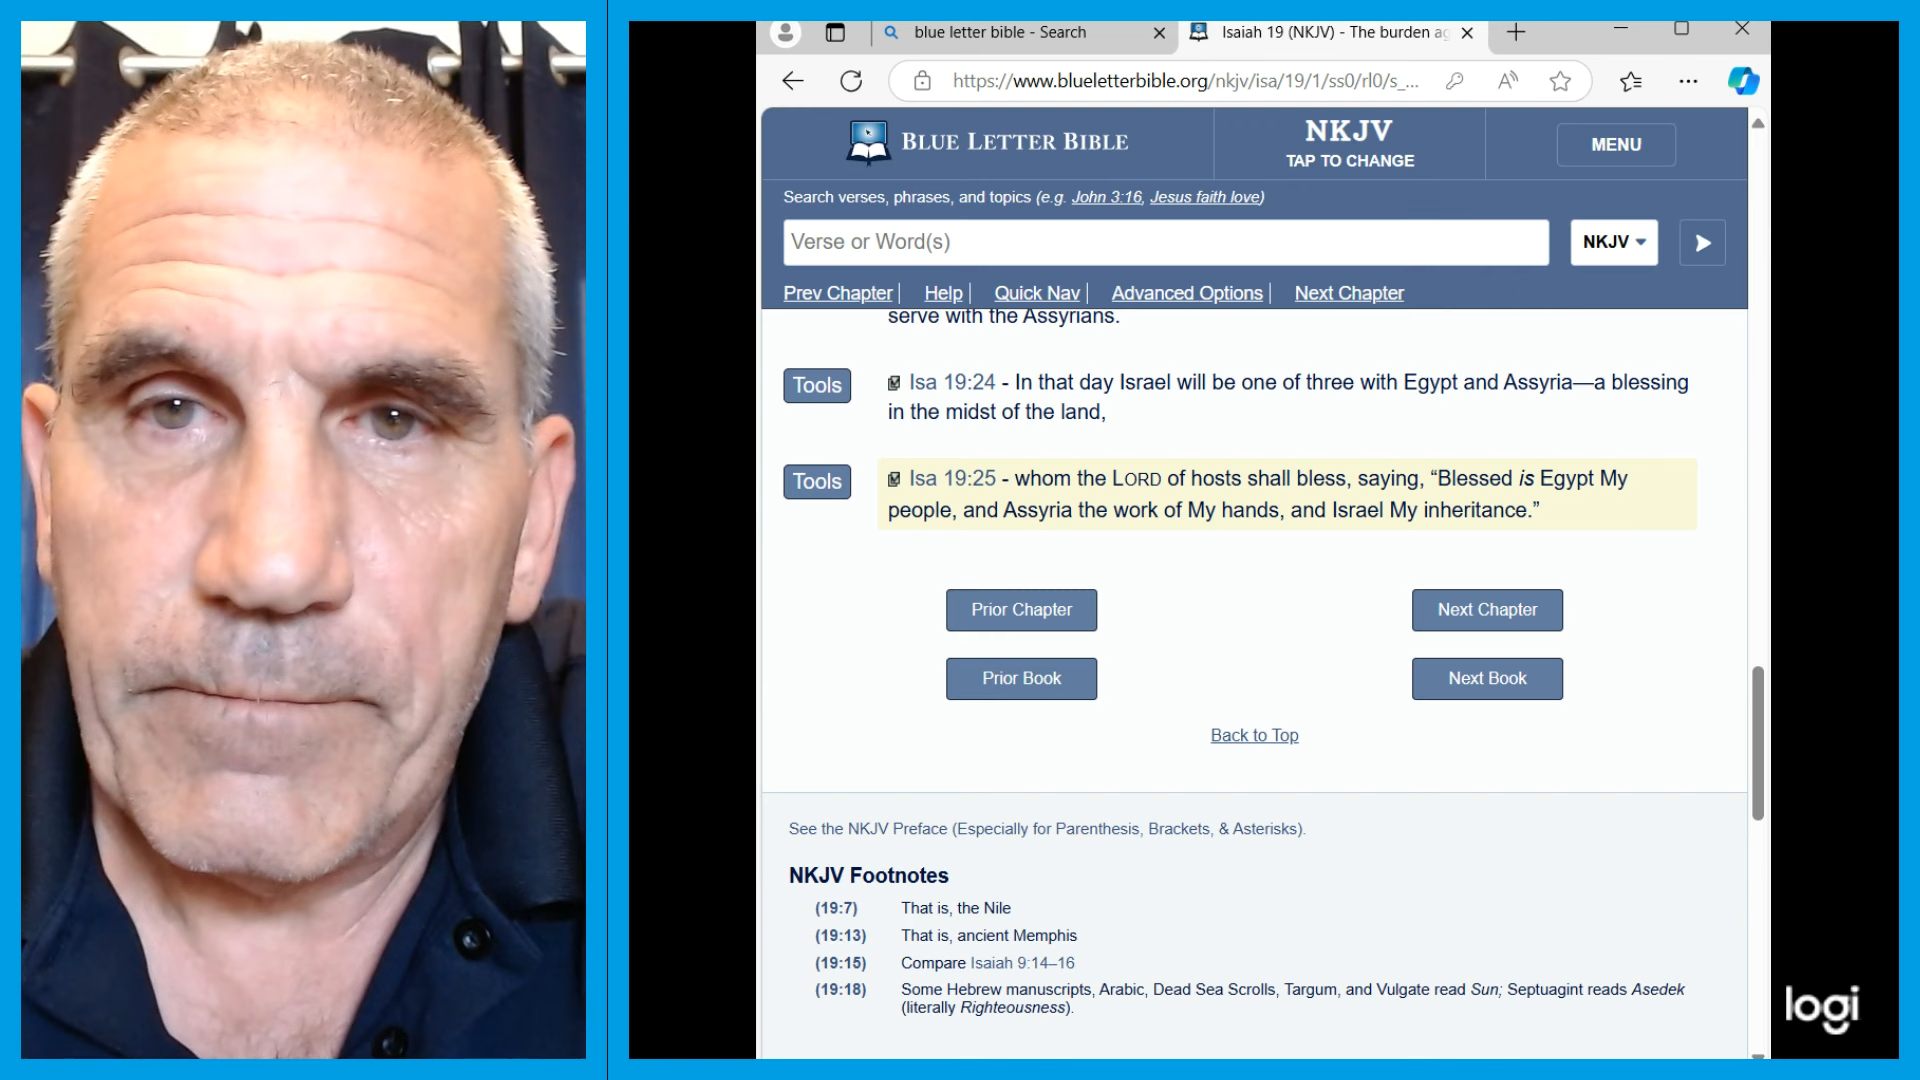 blue letter bible - Search
Isaiah 19 (NKJV) - The burden ag
https://www.blueletterbible.org/nkjv/isa/19/1/ss0/rl0/s_...
BLUE LETTER BIBLE
NKJV
TAP TO CHANGE
MENU
Search verses, phrases, and topics (e.g. John 3:16, Jesus faith love)
Verse or Word(s)
NKJV
Prev Chapter | Help | Quick Nav | Advanced Options | Next Chapter
serve with the Assyrians.
Tools
Isa 19:24 - In that day Israel will be one of three with Egypt and Assyria—a blessing
in the midst of the land,
Tools
Isa 19:25 - whom the LORD of hosts shall bless, saying, “Blessed is Egypt My
people, and Assyria the work of My hands, and Israel My inheritance.”
Prior Chapter
Next Chapter
Prior Book
Next Book
Back to Top
See the NKJV Preface (Especially for Parenthesis, Brackets, & Asterisks).
NKJV Footnotes
(19:7) That is, the Nile
(19:13) That is, ancient Memphis
(19:15) Compare Isaiah 9:14–16
(19:18) Some Hebrew manuscripts, Arabic, Dead Sea Scrolls, Targum, and Vulgate read Sun; Septuagint reads Asedek
(literally Righteousness).
logi